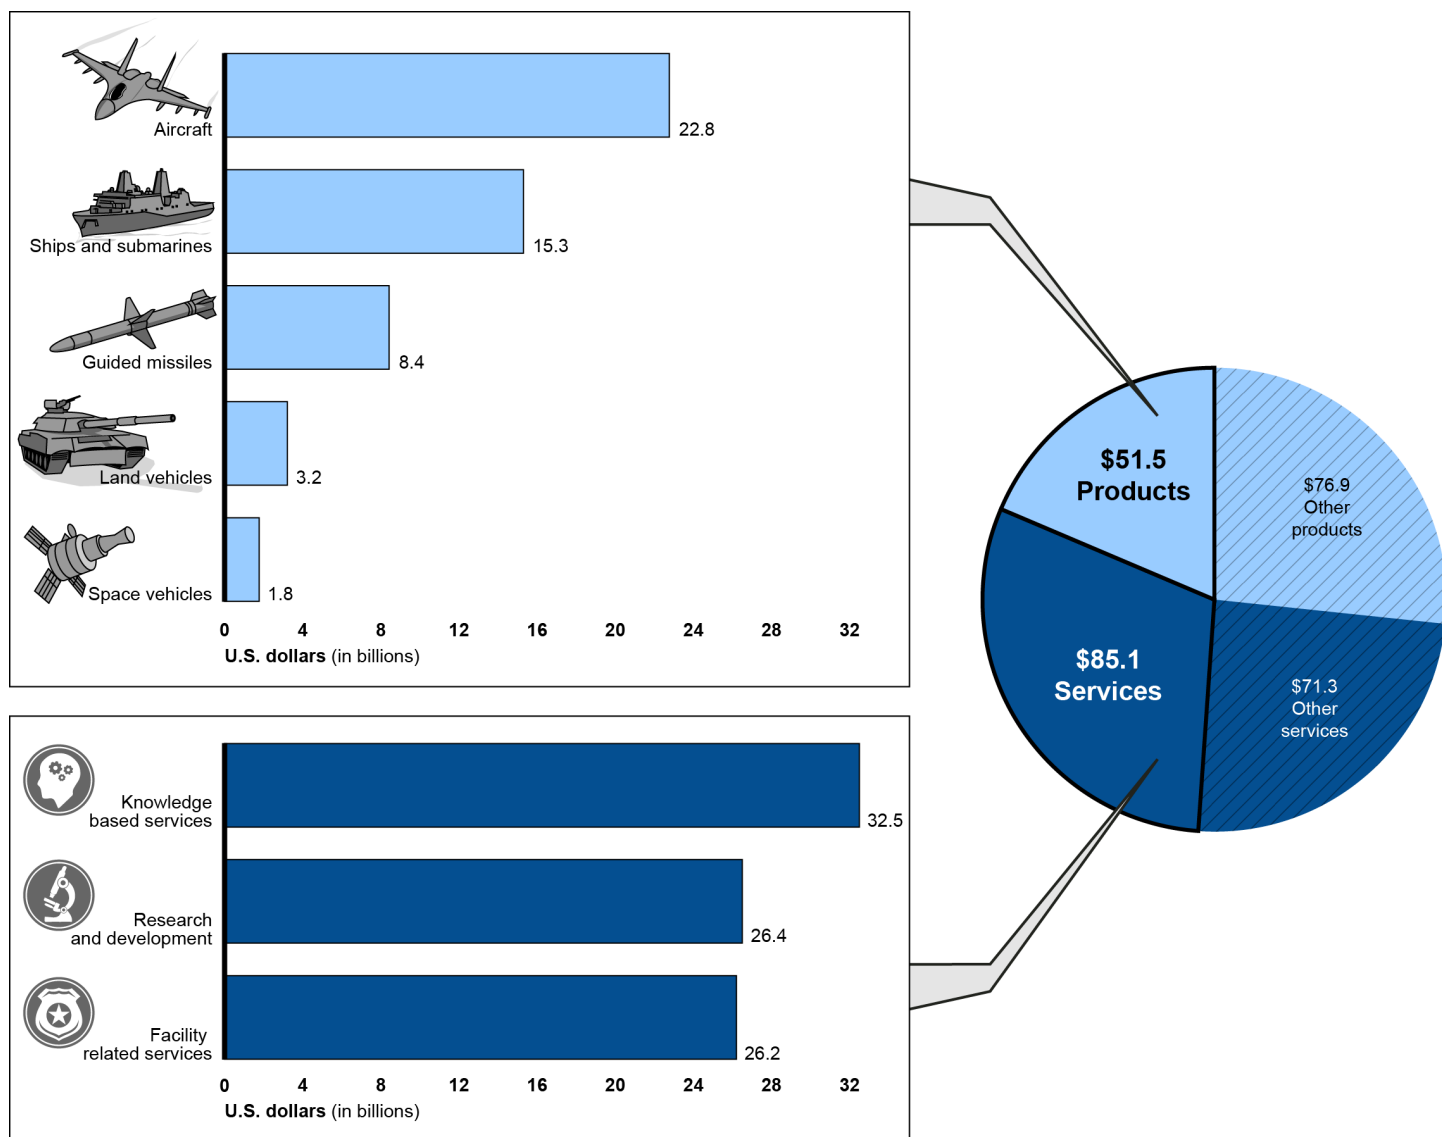 Aircraft
22.8
Ships and submarines
15.3
Guided missiles
8.4
Land vehicles
3.2
Space vehicles
1.8
0 4 8 12 16 20 24 28 32
U.S. dollars (in billions)
Knowledge
based services
32.5
Research
and development
26.4
Facility
related services
26.2
0 4 8 12 16 20 24 28 32
U.S. dollars (in billions)
$51.5
Products
$76.9
Other
products
$85.1
Services
$71.3
Other
services